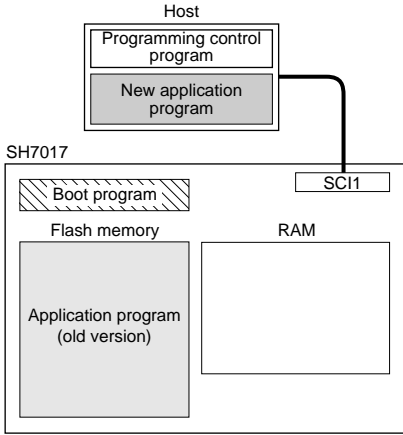 Host
Programming control
program
New application
program
SH7017
SCI1
Boot program
Flash memory
RAM
Application program
(old version)